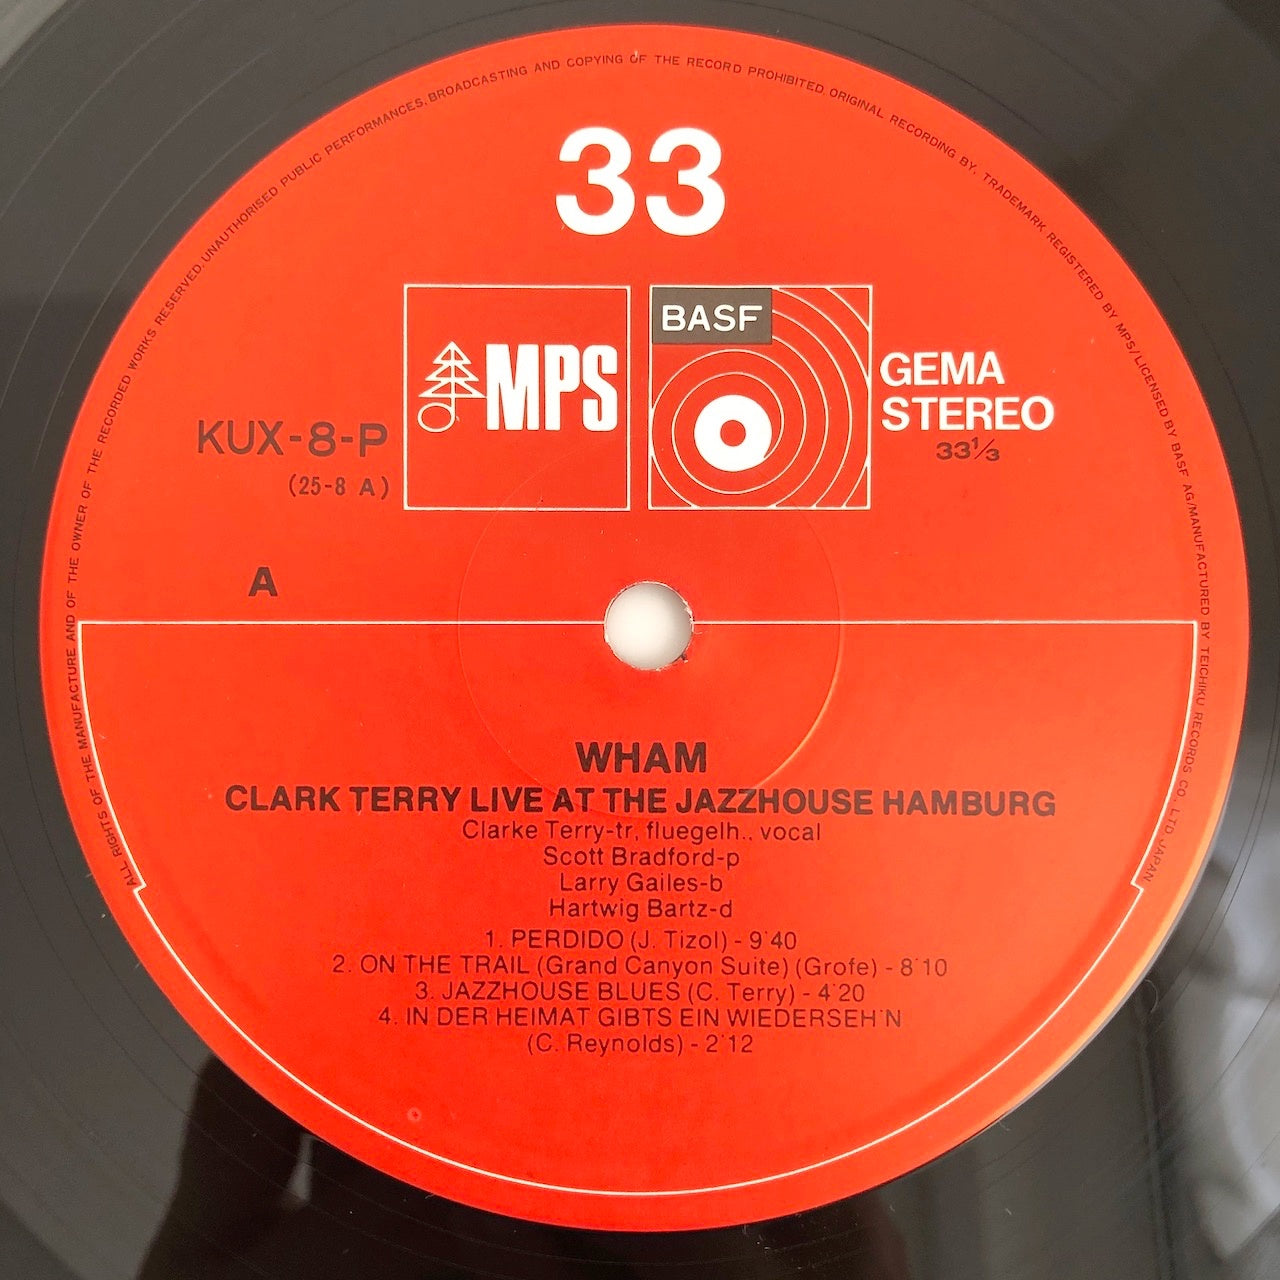 ALL RIGHTS OF THE MANUFACTURE AND OF THE OWNER OF THE RECORDED WORKS RESERVED. UNAUTHORISED PUBLIC PERFORMANCES, BROADCASTING AND COPYING OF THE RECORD PROHIBITED. ORIGINAL RECORDING BY, TRADEMARK REGISTERED BY MPS/LICENSED BY BASF AG/MANUFACTURED BY TEICHIKU RECORDS CO., LTD. JAPAN
33
MPS
BASF
GEMA
STEREO
33⅓
KUX-8-P
(25-8 A)
A
WHAM
CLARK TERRY LIVE AT THE JAZZHOUSE HAMBURG
Clarke Terry-tr, fluegelh., vocal
Scott Bradford-p
Larry Gailes-b
Hartwig Bartz-d
1. PERDIDO (J. Tizol) - 9'40
2. ON THE TRAIL (Grand Canyon Suite) (Grofe) - 8'10
3. JAZZHOUSE BLUES (C. Terry) - 4'20
4. IN DER HEIMAT GIBTS EIN WIEDERSEH'N
(C. Reynolds) - 2'12